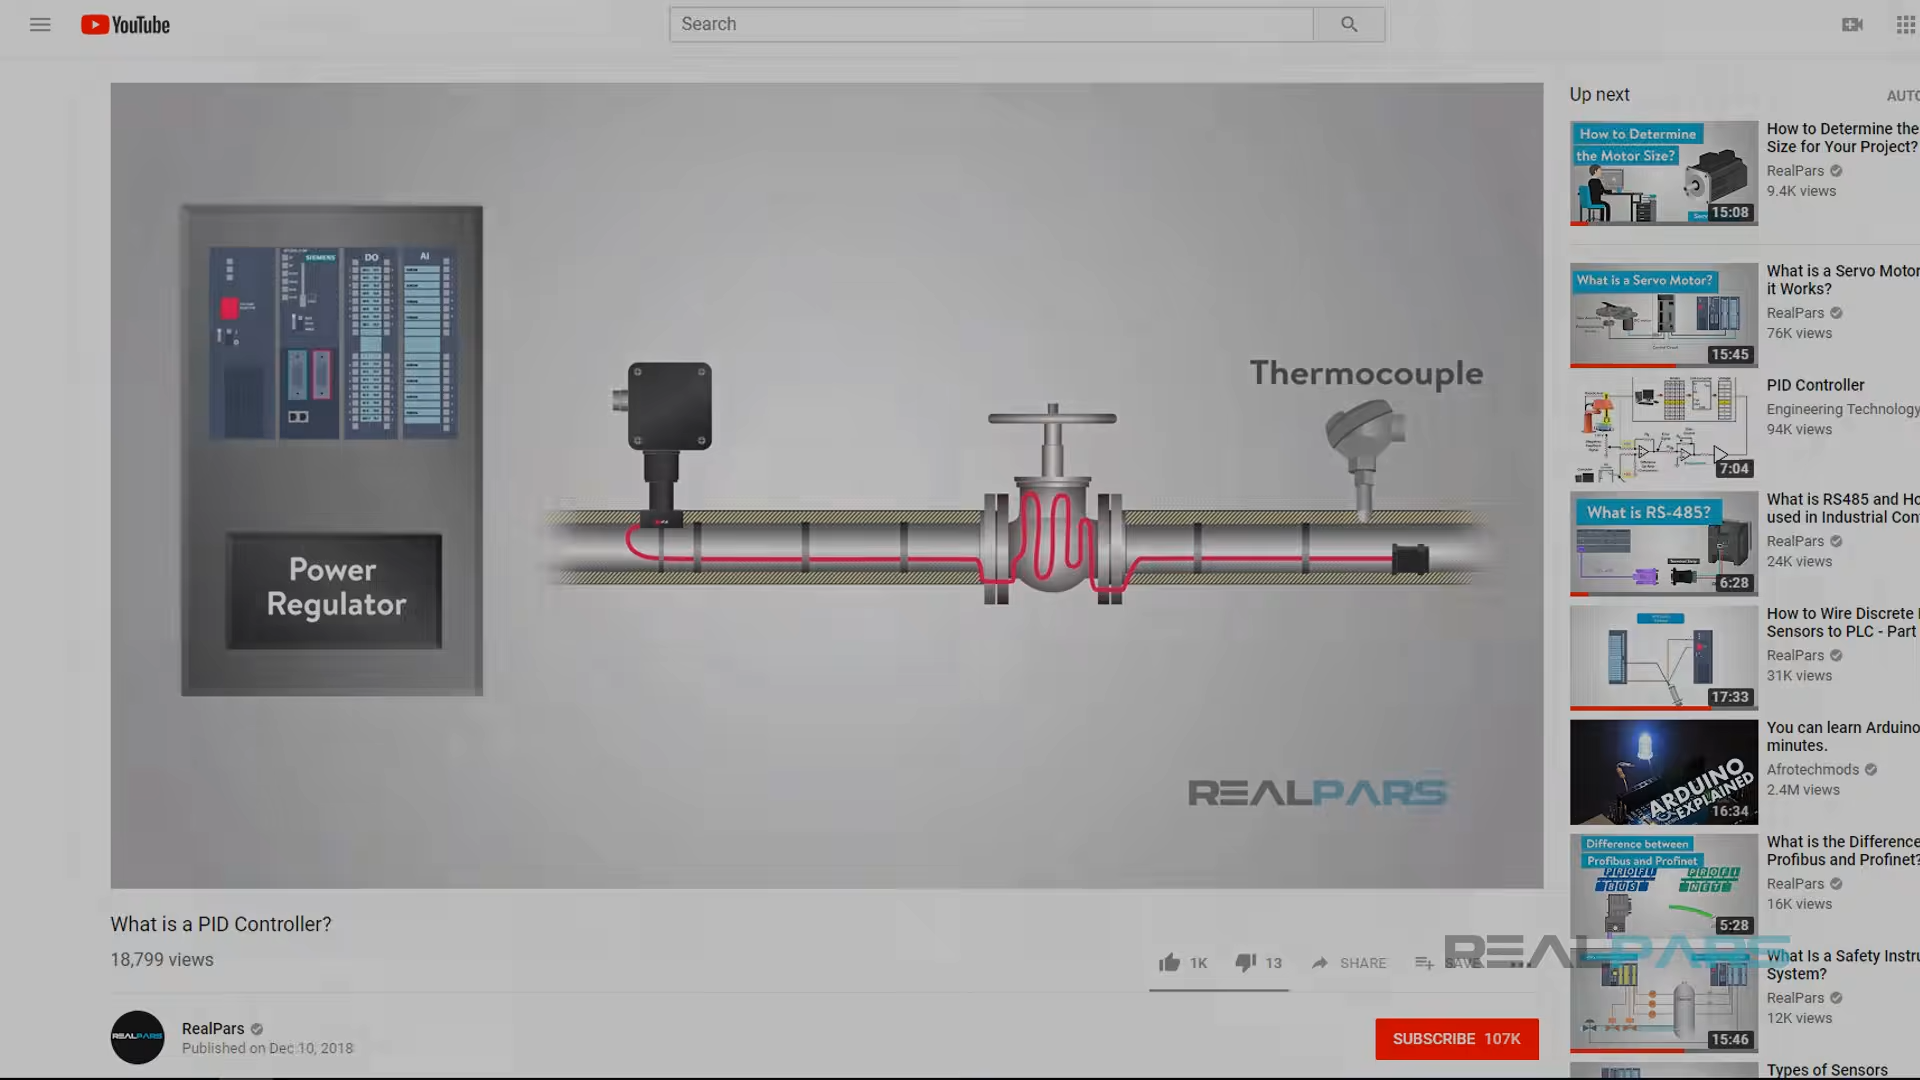 YouTube
Search
SIEMENS
DO
AI
Thermocouple
Power
Regulator
REALPARS
What is a PID Controller?
18,799 views
1K
13
SHARE
SAVE
REALPARS
REALPARS
RealPars
Published on Dec 10, 2018
SUBSCRIBE 107K
Up next
AUTO
How to Determine
the Motor Size?
15:08
How to Determine the
Size for Your Project?
RealPars
9.4K views
What is a Servo Motor?
15:45
What is a Servo Motor
it Works?
RealPars
76K views
7:04
PID Controller
Engineering Technology
94K views
What is RS-485?
6:28
What is RS485 and Ho
used in Industrial Con
RealPars
24K views
17:33
How to Wire Discrete
Sensors to PLC - Part
RealPars
31K views
ARDUINO
EXPLAINED
16:34
You can learn Arduino
minutes.
Afrotechmods
2.4M views
Difference between
Profibus and Profinet
PROFI
BUS
PROFI
NET
5:28
What is the Difference
Profibus and Profinet?
RealPars
16K views
15:46
What Is a Safety Instru
System?
RealPars
12K views
Types of Sensors